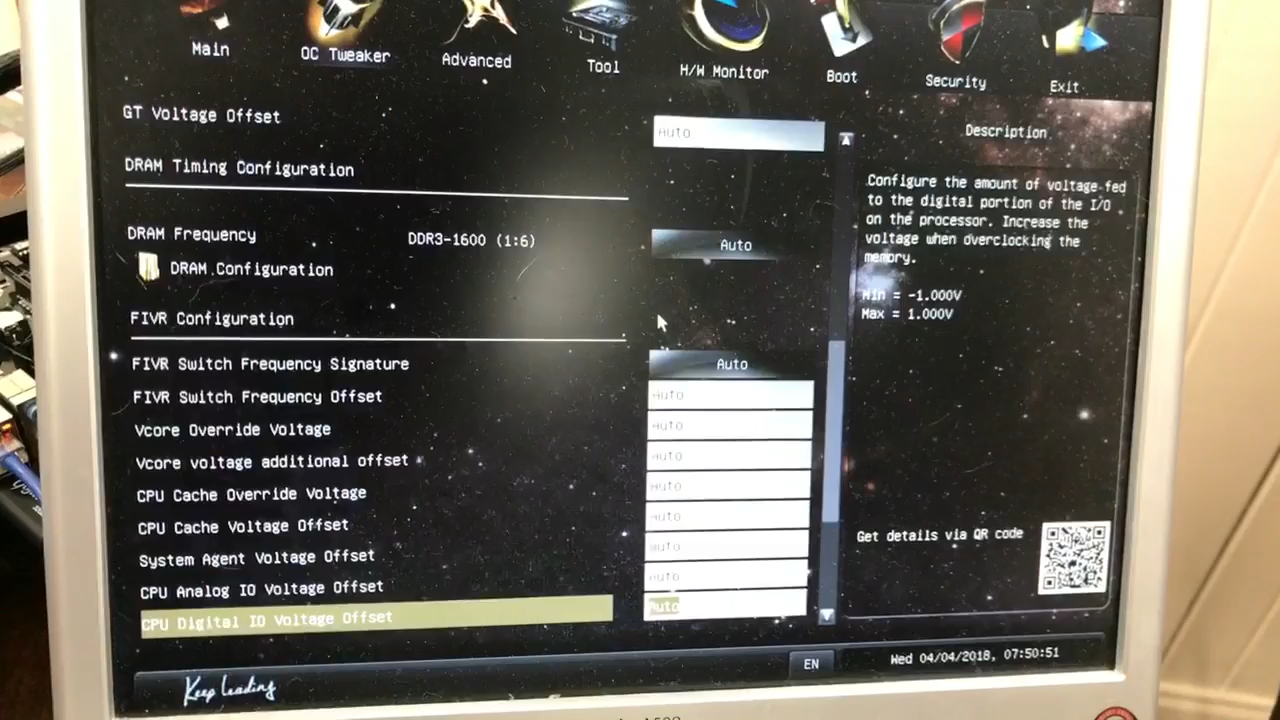 Main
OC Tweaker
Advanced
Tool
H/W Monitor
Boot
Security
Exit
GT Voltage Offset
Auto
DRAM Timing Configuration
DRAM Frequency DDR3-1600 (1:6) Auto
DRAM Configuration
FIVR Configuration
FIVR Switch Frequency Signature Auto
FIVR Switch Frequency Offset Auto
Vcore Override Voltage Auto
Vcore voltage additional offset Auto
CPU Cache Override Voltage Auto
CPU Cache Voltage Offset Auto
System Agent Voltage Offset Auto
CPU Analog IO Voltage Offset Auto
CPU Digital IO Voltage Offset Auto
Description
Configure the amount of voltage fed
to the digital portion of the I/O
on the processor. Increase the
voltage when overclocking the
memory.
Min = -1.000V
Max = 1.000V
Get details via QR code
Keep Leading
EN
Wed 04/04/2018, 07:50:51